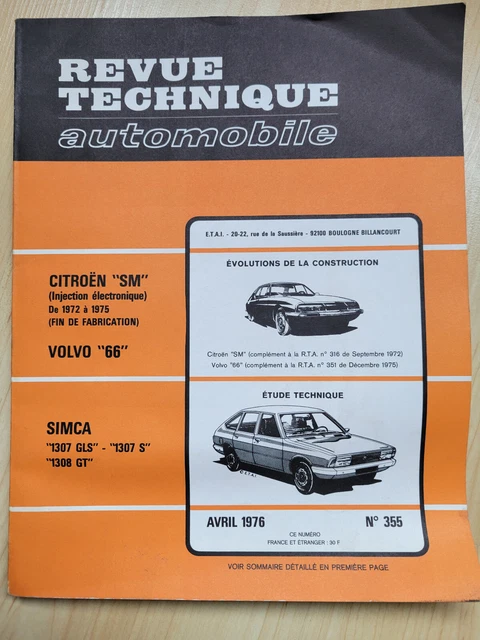 REVUE
TECHNIQUE
automobile
E.T.A.I. - 20-22, rue de la Saussière - 92100 BOULOGNE BILLANCOURT
CITROËN "SM"
(Injection électronique)
De 1972 à 1975
(FIN DE FABRICATION)
VOLVO "66"
ÉVOLUTIONS DE LA CONSTRUCTION
Citroën "SM" (complément à la R.T.A. n° 316 de Septembre 1972)
Volvo "66" (complément à la R.T.A. n° 351 de Décembre 1975)
SIMCA
"1307 GLS" - "1307 S"
"1308 GT"
ÉTUDE TECHNIQUE
E.T.A.I.
AVRIL 1976 N° 355
CE NUMÉRO
FRANCE ET ÉTRANGER : 30 F
VOIR SOMMAIRE DÉTAILLÉ EN PREMIÈRE PAGE